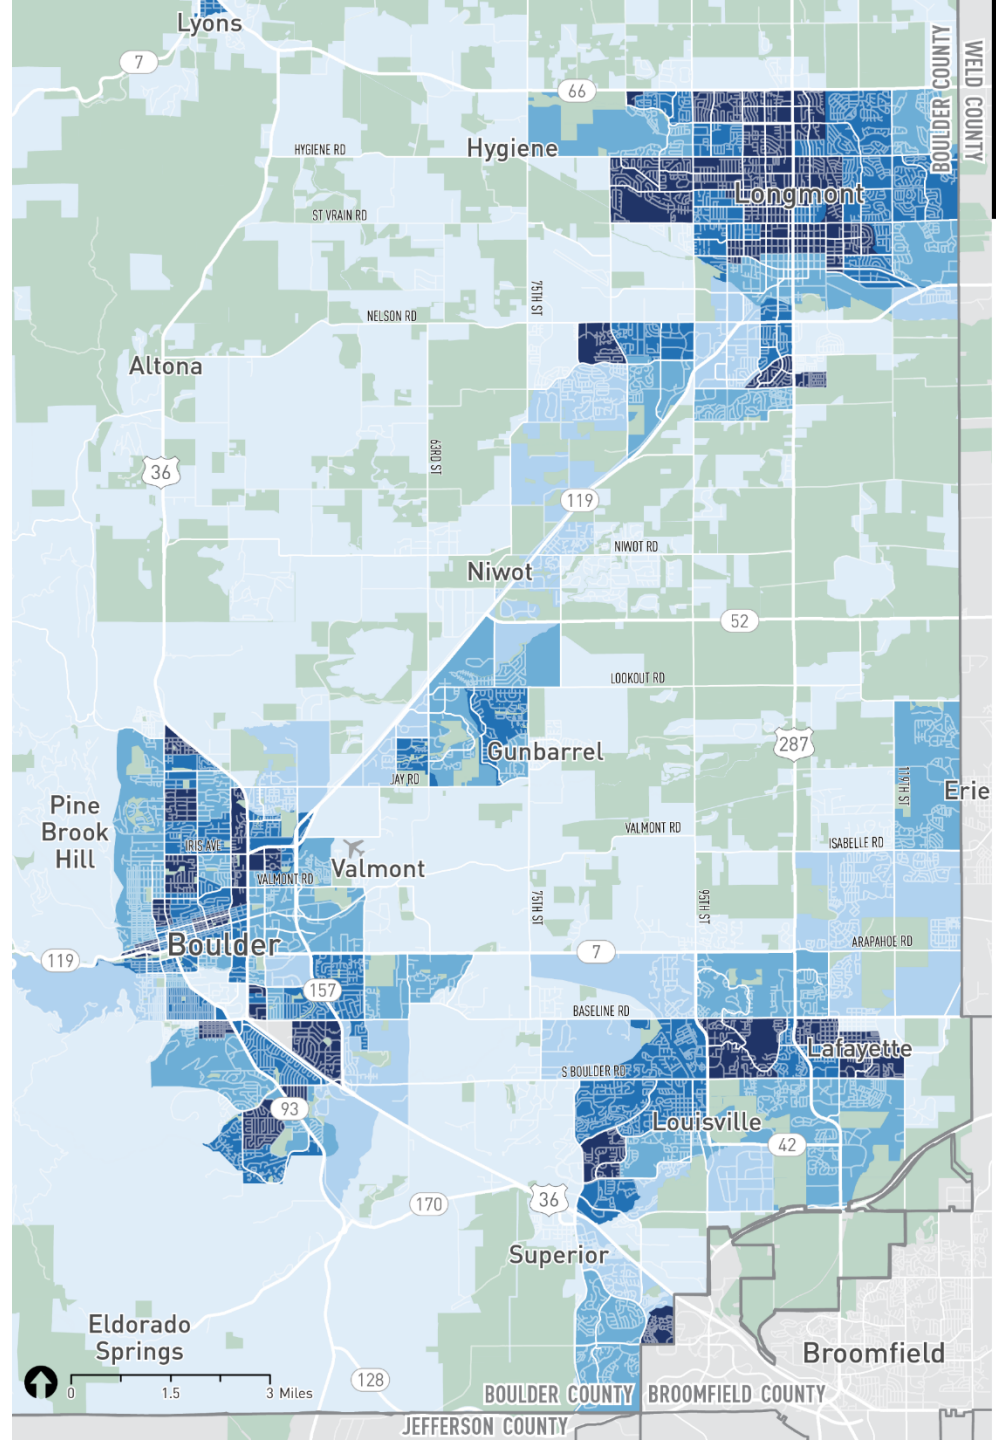 Lyons
7
66
BOULDER COUNTY
WELD COUNTY
HYGIENE RD
Hygiene
Longmont
ST VRAIN RD
75TH ST
NELSON RD
Altona
63RD ST
36
119
NIWOT RD
Niwot
52
LOOKOUT RD
287
Gunbarrel
JAY RD
119TH ST
Erie
Pine
Brook
Hill
VALMONT RD
ISABELLE RD
IRIS AVE
Valmont
VALMONT RD
75TH ST
95TH ST
Boulder
ARAPAHOE RD
119
7
157
BASELINE RD
Lafayette
S BOULDER RD
93
Louisville
42
170
36
Superior
Eldorado
Springs
Broomfield
0
1.5
3 Miles
128
BOULDER COUNTY
BROOMFIELD COUNTY
JEFFERSON COUNTY